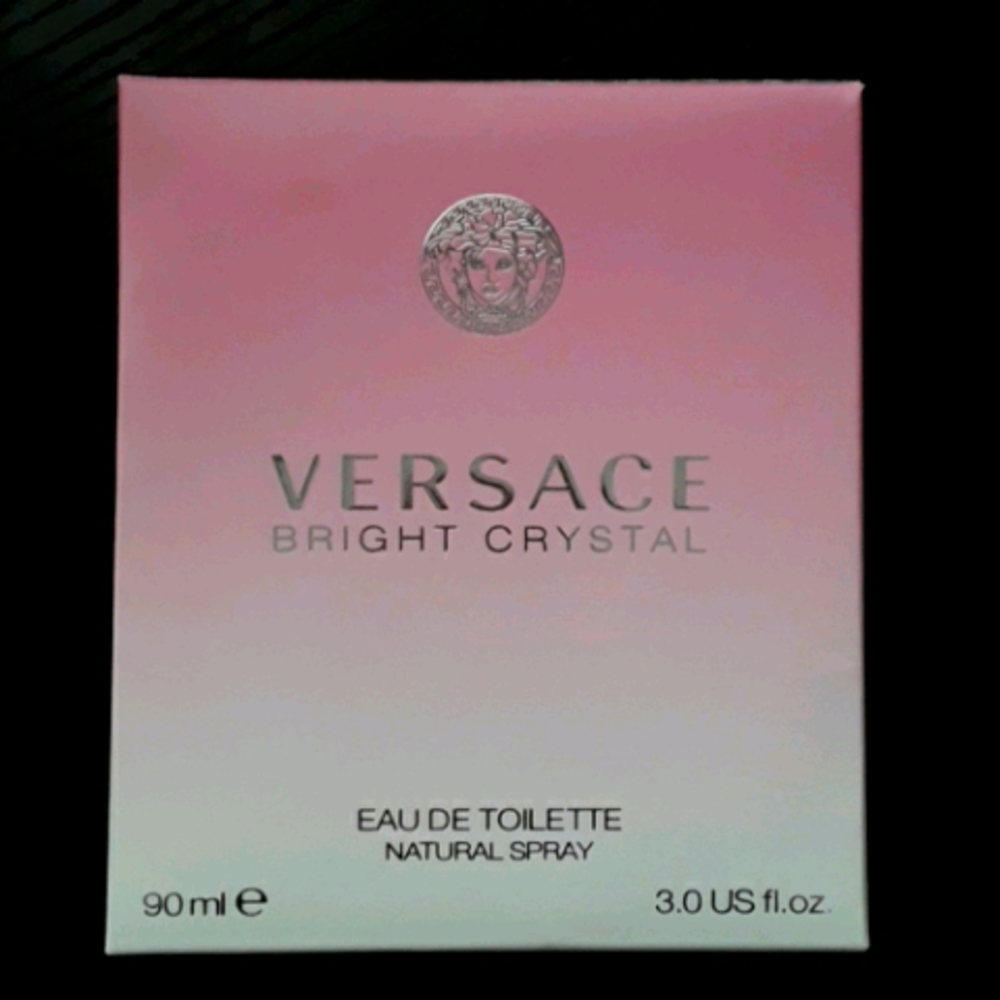 VERSACE
BRIGHT CRYSTAL
EAU DE TOILETTE
NATURAL SPRAY
90 ml ℮ 3.0 US fl.oz.